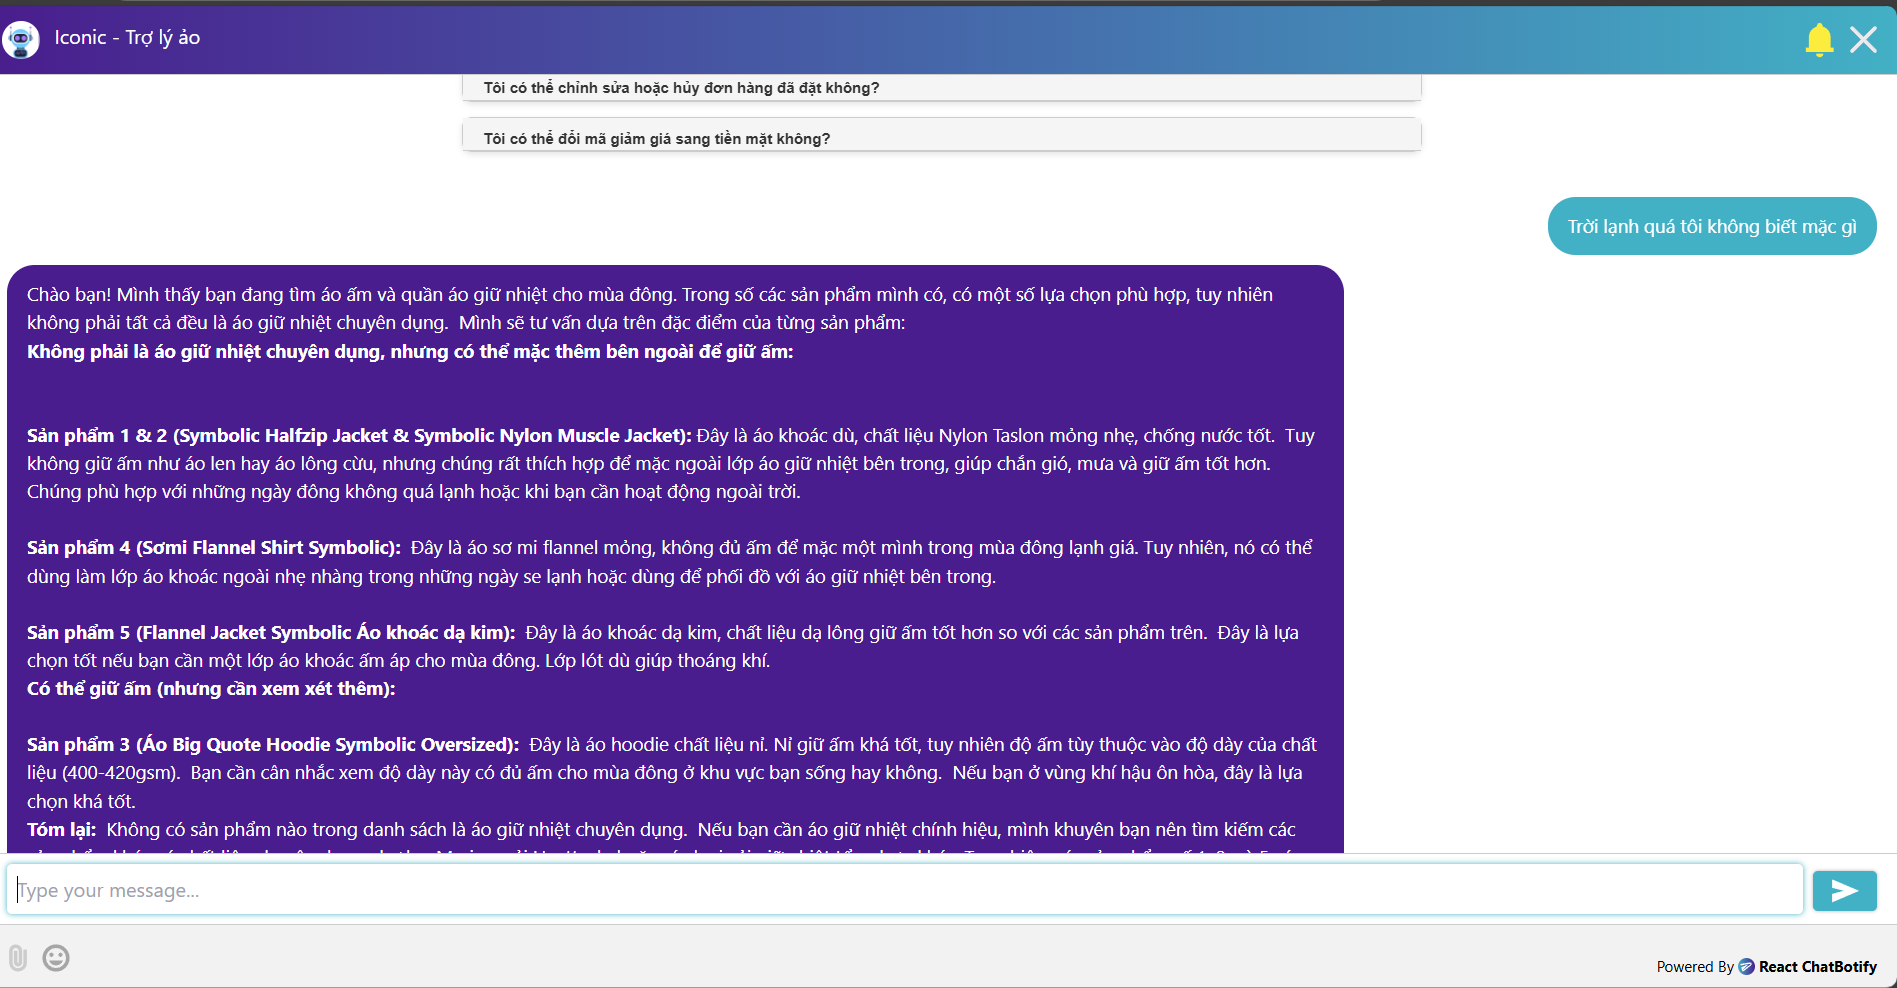 Iconic - Trợ lý ảo
Tôi có thể chỉnh sửa hoặc hủy đơn hàng đã đặt không?
Tôi có thể đổi mã giảm giá sang tiền mặt không?
Trời lạnh quá tôi không biết mặc gì
Chào bạn! Mình thấy bạn đang tìm áo ấm và quần áo giữ nhiệt cho mùa đông. Trong số các sản phẩm mình có, có một số lựa chọn phù hợp, tuy nhiên
không phải tất cả đều là áo giữ nhiệt chuyên dụng.  Mình sẽ tư vấn dựa trên đặc điểm của từng sản phẩm:
Không phải là áo giữ nhiệt chuyên dụng, nhưng có thể mặc thêm bên ngoài để giữ ấm:
Sản phẩm 1 & 2 (Symbolic Halfzip Jacket & Symbolic Nylon Muscle Jacket): Đây là áo khoác dù, chất liệu Nylon Taslon mỏng nhẹ, chống nước tốt.  Tuy
không giữ ấm như áo len hay áo lông cừu, nhưng chúng rất thích hợp để mặc ngoài lớp áo giữ nhiệt bên trong, giúp chắn gió, mưa và giữ ấm tốt hơn.
Chúng phù hợp với những ngày đông không quá lạnh hoặc khi bạn cần hoạt động ngoài trời.
Sản phẩm 4 (Sơmi Flannel Shirt Symbolic):  Đây là áo sơ mi flannel mỏng, không đủ ấm để mặc một mình trong mùa đông lạnh giá. Tuy nhiên, nó có thể
dùng làm lớp áo khoác ngoài nhẹ nhàng trong những ngày se lạnh hoặc dùng để phối đồ với áo giữ nhiệt bên trong.
Sản phẩm 5 (Flannel Jacket Symbolic Áo khoác dạ kim):  Đây là áo khoác dạ kim, chất liệu dạ lông giữ ấm tốt hơn so với các sản phẩm trên.  Đây là lựa
chọn tốt nếu bạn cần một lớp áo khoác ấm áp cho mùa đông. Lớp lót dù giúp thoáng khí.
Có thể giữ ấm (nhưng cần xem xét thêm):
Sản phẩm 3 (Áo Big Quote Hoodie Symbolic Oversized):  Đây là áo hoodie chất liệu nỉ. Nỉ giữ ấm khá tốt, tuy nhiên độ ấm tùy thuộc vào độ dày của chất
liệu (400-420gsm).  Bạn cần cân nhắc xem độ dày này có đủ ấm cho mùa đông ở khu vực bạn sống hay không.  Nếu bạn ở vùng khí hậu ôn hòa, đây là lựa
chọn khá tốt.
Tóm lại:  Không có sản phẩm nào trong danh sách là áo giữ nhiệt chuyên dụng.  Nếu bạn cần áo giữ nhiệt chính hiệu, mình khuyên bạn nên tìm kiếm các
Type your message...
Powered By React ChatBotify